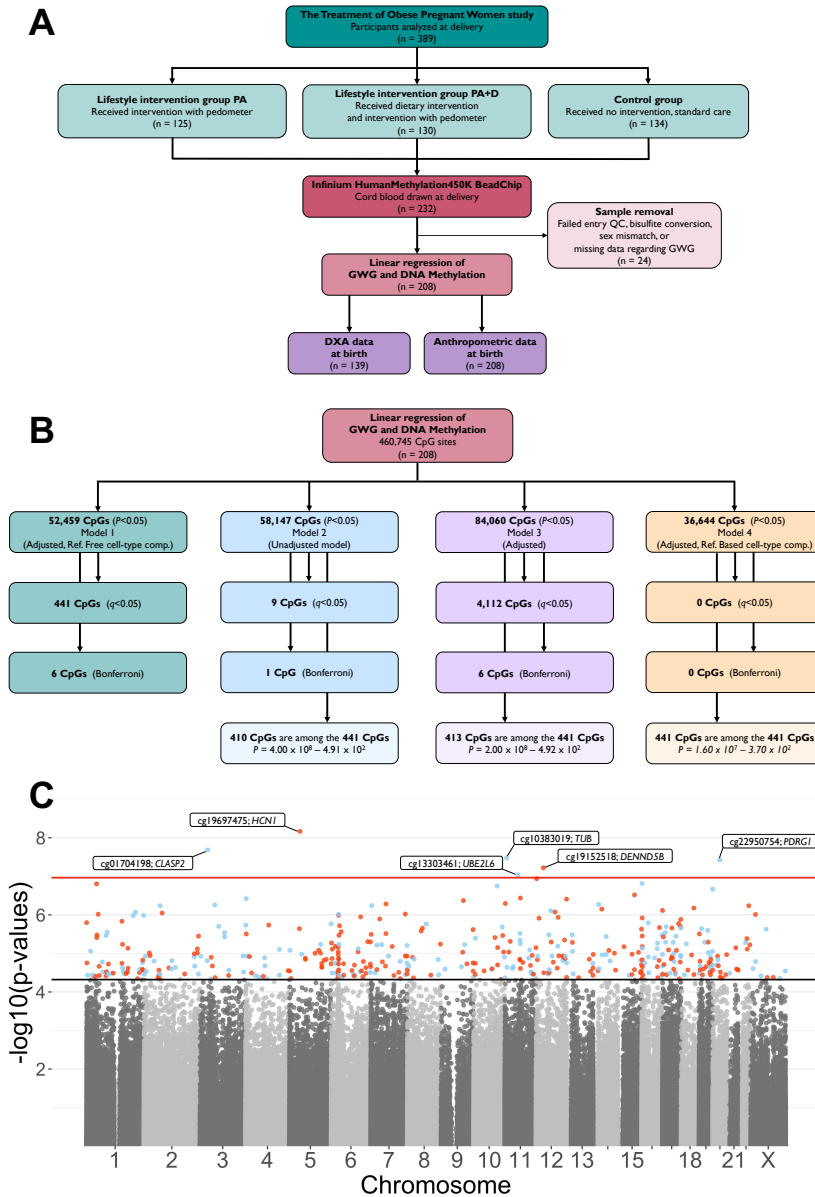 A
The Treatment of Obese Pregnant Women study
Participants analyzed at delivery
(n = 389)
Lifestyle intervention group PA
Received intervention with pedometer
(n = 125)
Lifestyle intervention group PA+D
Received dietary intervention
and intervention with pedometer
(n = 130)
Control group
Received no intervention, standard care
(n = 134)
Infinium HumanMethylation450K BeadChip
Cord blood drawn at delivery
(n = 232)
Sample removal
Failed entry QC, bisulfite conversion,
sex mismatch, or
missing data regarding GWG
(n = 24)
Linear regression of
GWG and DNA Methylation
(n = 208)
DXA data
at birth
(n = 139)
Anthropometric data
at birth
(n = 208)
B
Linear regression of
GWG and DNA Methylation
460,745 CpG sites
(n = 208)
52,459 CpGs (P<0.05)
Model 1
(Adjusted, Ref. Free cell-type comp.)
58,147 CpGs (P<0.05)
Model 2
(Unadjusted model)
84,060 CpGs (P<0.05)
Model 3
(Adjusted)
36,644 CpGs (P<0.05)
Model 4
(Adjusted, Ref. Based cell-type comp.)
441 CpGs (q<0.05)
9 CpGs (q<0.05)
4,112 CpGs (q<0.05)
0 CpGs (q<0.05)
6 CpGs (Bonferroni)
1 CpG (Bonferroni)
6 CpGs (Bonferroni)
0 CpGs (Bonferroni)
410 CpGs are among the 441 CpGs
P = 4.00 x 10⁸ – 4.91 x 10²
413 CpGs are among the 441 CpGs
P = 2.00 x 10⁸ – 4.92 x 10²
441 CpGs are among the 441 CpGs
P = 1.60 x 10⁷ – 3.70 x 10²
C
cg19697475; HCN1
cg01704198; CLASP2
cg10383019; TUB
cg13303461; UBE2L6
cg19152518; DENND5B
cg22950754; PDRG1
-log10(p-values)
8
6
4
2
1 2 3 4 5 6 7 8 9 10 11 12 13 15 18 21 X
Chromosome